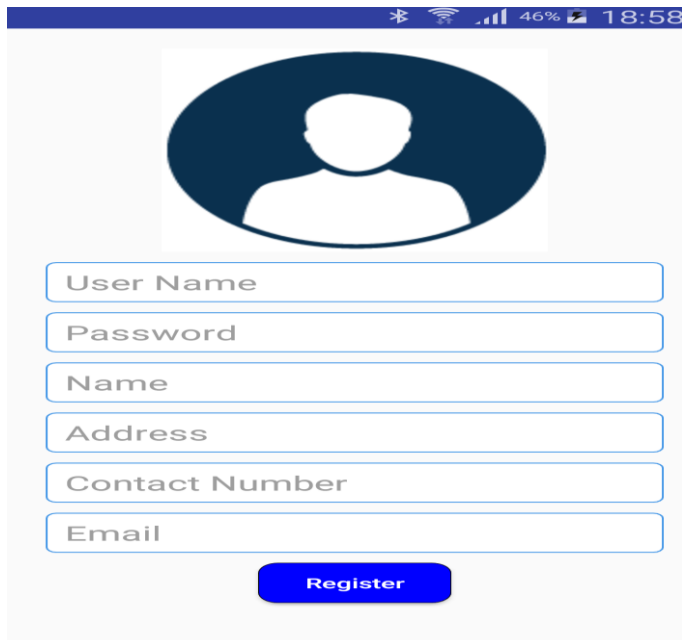 46% 18:58
User Name
Password
Name
Address
Contact Number
Email
Register